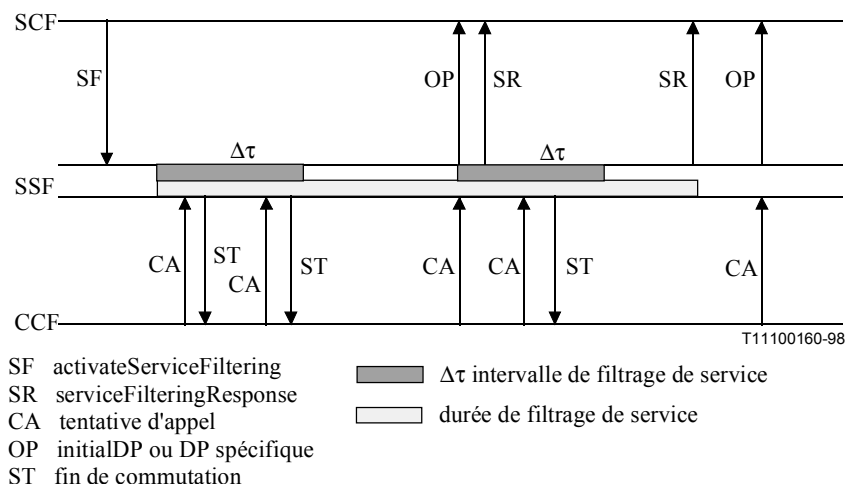 SCF
SF
OP
SR
SR
OP
Δτ
Δτ
SSF
CA
ST
CA
ST
CA
CA
ST
CA
CCF
T11100160-98
SF activateServiceFiltering
SR serviceFilteringResponse
CA tentative d'appel
OP initialDP ou DP spécifique
ST fin de commutation
Δτ intervalle de filtrage de service
durée de filtrage de service